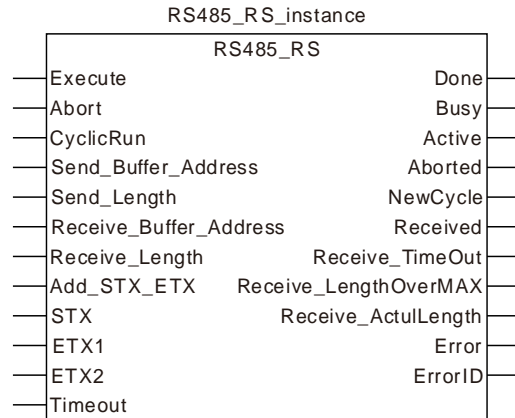 RS485_RS_instance
RS485_RS
Execute Done
Abort Busy
CyclicRun Active
Send_Buffer_Address Aborted
Send_Length NewCycle
Receive_Buffer_Address Received
Receive_Length Receive_TimeOut
Add_STX_ETX Receive_LengthOverMAX
STX Receive_ActulLength
ETX1 Error
ETX2 ErrorID
Timeout